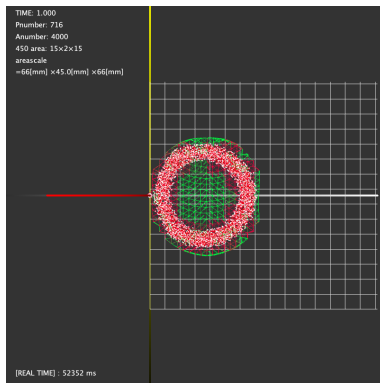 TIME: 1.000
Pnumber: 716
Anumber: 4000
450 area: 15×2×15
areascale
=66[mm] ×45.0[mm] ×66[mm]
[REAL TIME] : 52352 ms